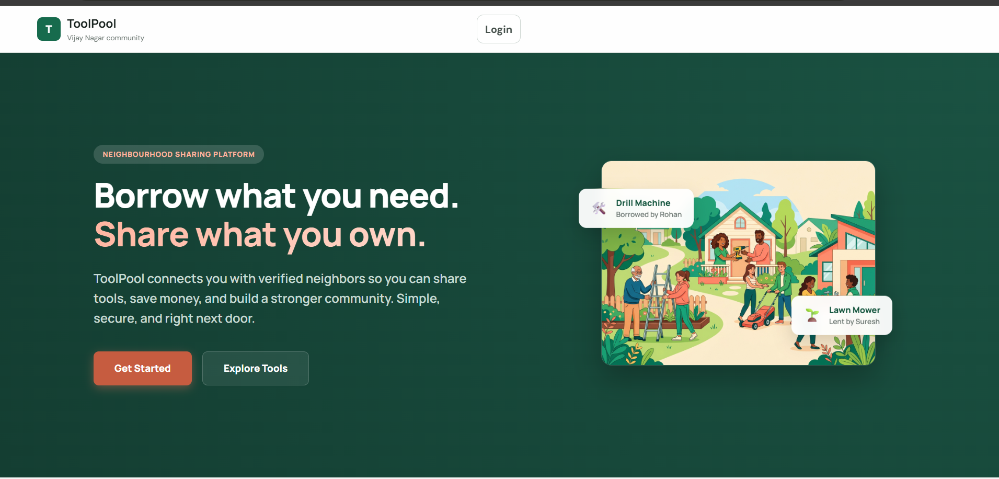 T
ToolPool
Vijay Nagar community
Login
NEIGHBOURHOOD SHARING PLATFORM
Borrow what you need.
Share what you own.
ToolPool connects you with verified neighbors so you can share
tools, save money, and build a stronger community. Simple,
secure, and right next door.
Get Started
Explore Tools
Drill Machine
Borrowed by Rohan
Lawn Mower
Lent by Suresh